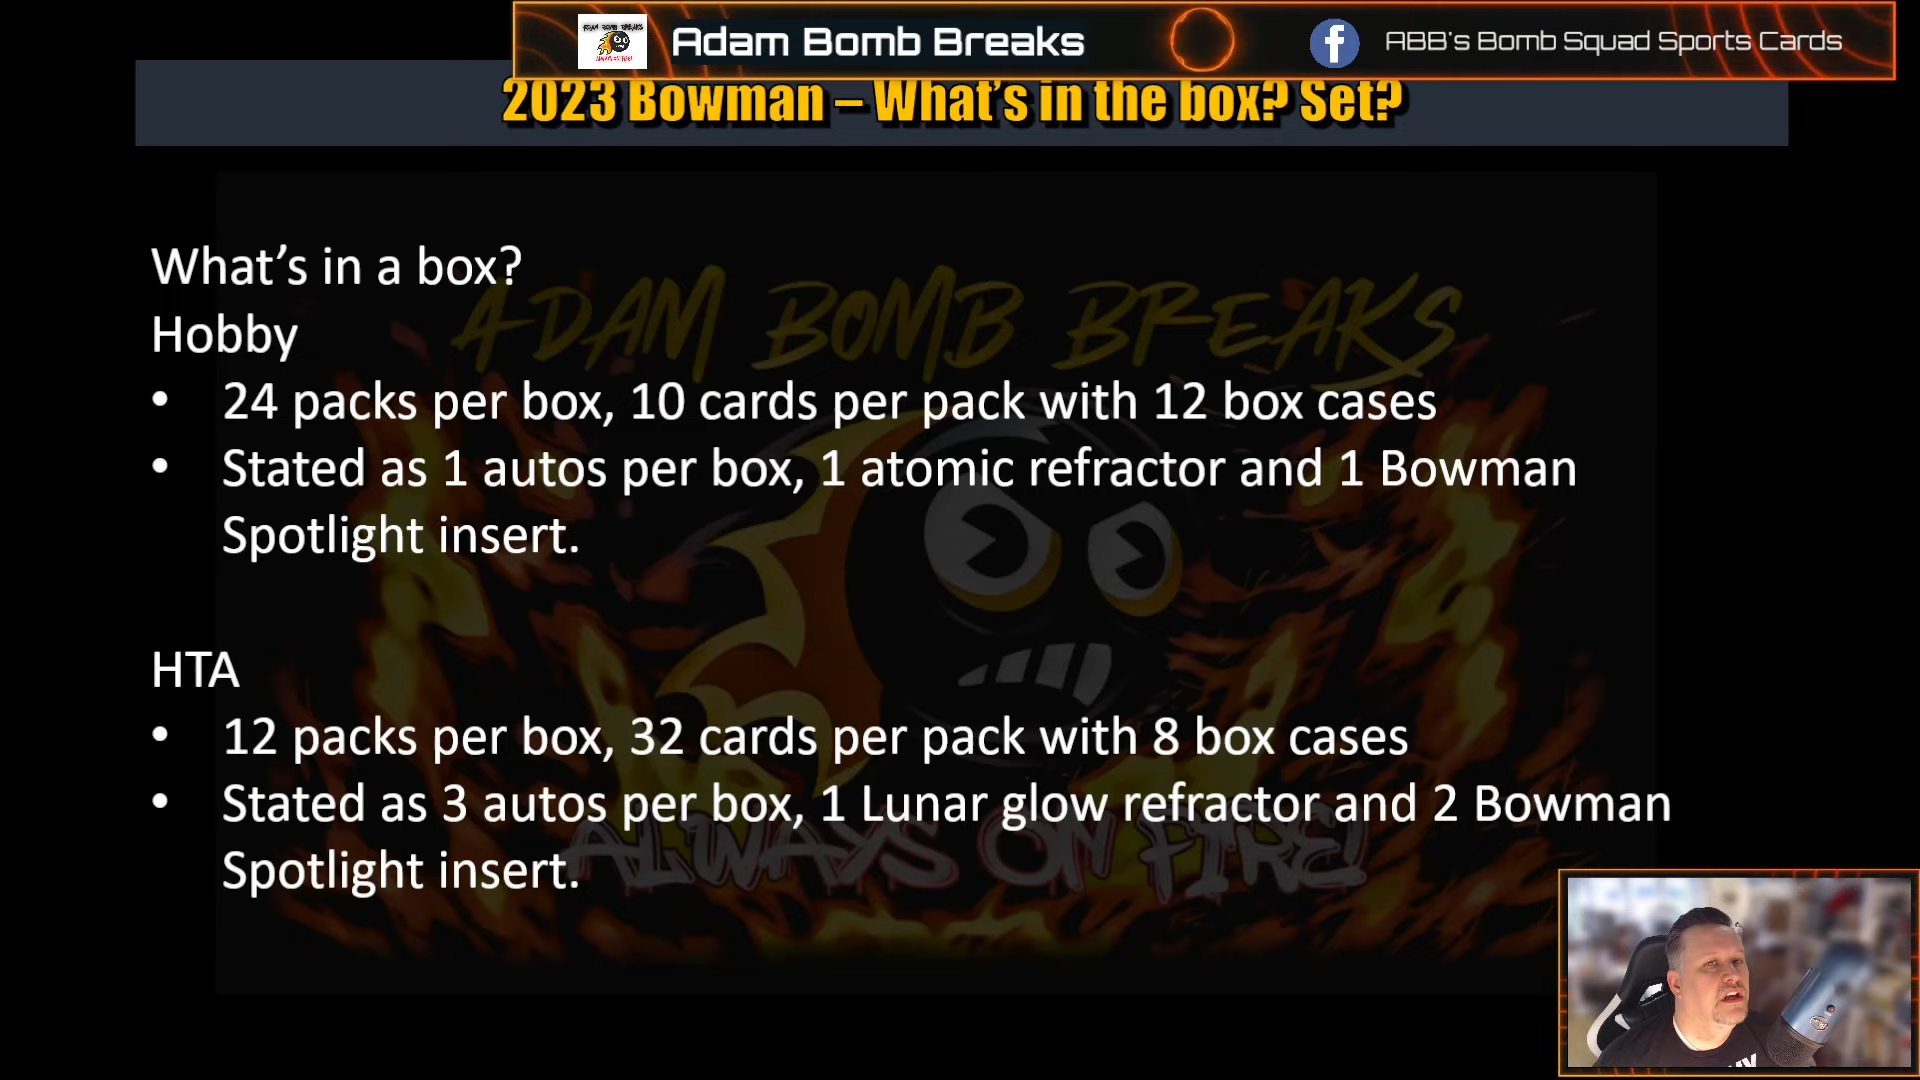 ADAM BOMB BREAKS
Adam Bomb Breaks
ABB's Bomb Squad Sports Cards
2023 Bowman – What's in the box? Set?
What's in a box?
Hobby
• 24 packs per box, 10 cards per pack with 12 box cases
• Stated as 1 autos per box, 1 atomic refractor and 1 Bowman
Spotlight insert.
HTA
• 12 packs per box, 32 cards per pack with 8 box cases
• Stated as 3 autos per box, 1 Lunar glow refractor and 2 Bowman
Spotlight insert.
ADAM BOMB BREAKS
ALWAYS ON FIRE!